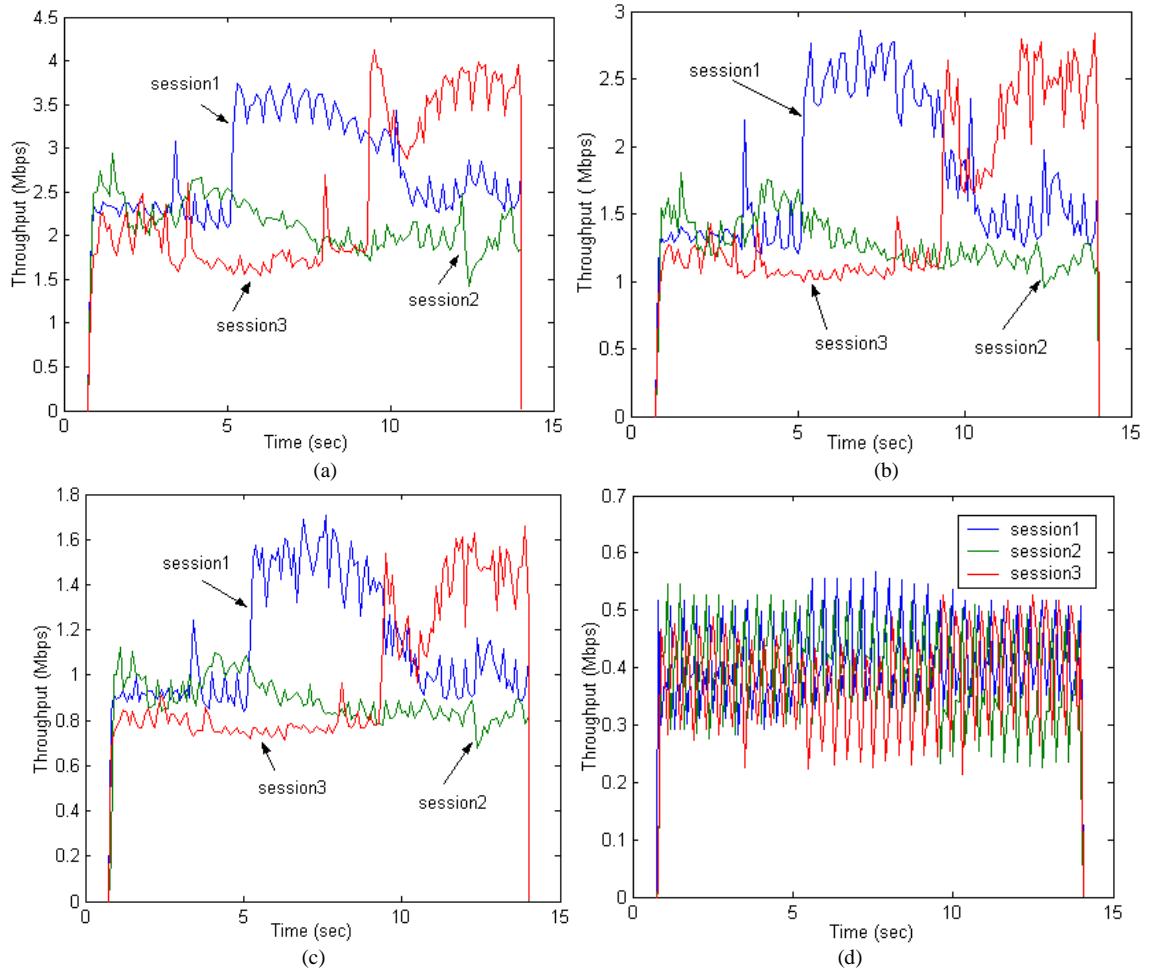 4.5
4
3.5
3
2.5
2
1.5
1
0.5
0
Throughput (Mbps)
session1
session2
session3
0 5 10 15
Time (sec)
(a)
3
2.5
2
1.5
1
0.5
0
Throughput ( Mbps)
session1
session3
session2
0 5 10 15
Time (sec)
(b)
1.8
1.6
1.4
1.2
1
0.8
0.6
0.4
0.2
0
Throughput (Mbps)
session1
session3
session2
0 5 10 15
Time (sec)
(c)
0.7
0.6
0.5
0.4
0.3
0.2
0.1
0
Throughput (Mbps)
session1
session2
session3
0 5 10 15
Time (sec)
(d)